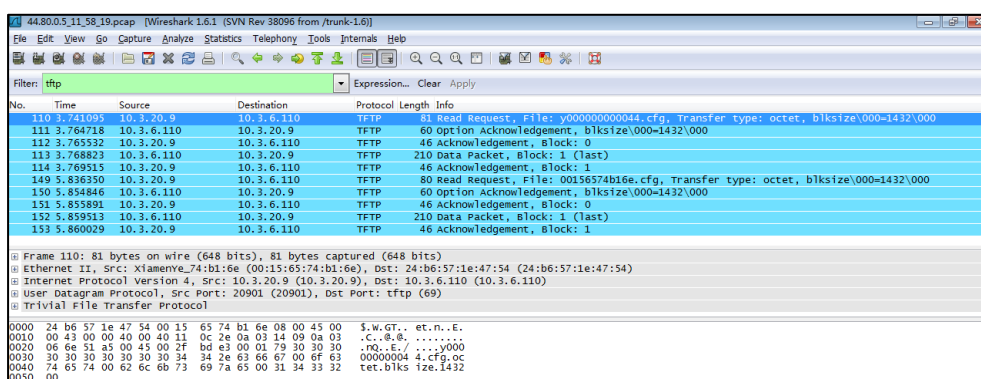 44.80.0.5_11_58_19.pcap [Wireshark 1.6.1 (SVN Rev 38096 from /trunk-1.6)]
File Edit View Go Capture Analyze Statistics Telephony Tools Internals Help
Filter: tftp Expression... Clear Apply
No. Time Source Destination Protocol Length Info
110 3.741095 10.3.20.9 10.3.6.110 TFTP 81 Read Request, File: y000000000044.cfg, Transfer type: octet, blksize\000=1432\000
111 3.764718 10.3.6.110 10.3.20.9 TFTP 60 Option Acknowledgement, blksize\000=1432\000
112 3.765532 10.3.20.9 10.3.6.110 TFTP 46 Acknowledgement, Block: 0
113 3.768823 10.3.6.110 10.3.20.9 TFTP 210 Data Packet, Block: 1 (last)
114 3.769515 10.3.20.9 10.3.6.110 TFTP 46 Acknowledgement, Block: 1
149 5.836350 10.3.20.9 10.3.6.110 TFTP 80 Read Request, File: 00156574b16e.cfg, Transfer type: octet, blksize\000=1432\000
150 5.854846 10.3.6.110 10.3.20.9 TFTP 60 Option Acknowledgement, blksize\000=1432\000
151 5.855891 10.3.20.9 10.3.6.110 TFTP 46 Acknowledgement, Block: 0
152 5.859513 10.3.6.110 10.3.20.9 TFTP 210 Data Packet, Block: 1 (last)
153 5.860029 10.3.20.9 10.3.6.110 TFTP 46 Acknowledgement, Block: 1
Frame 110: 81 bytes on wire (648 bits), 81 bytes captured (648 bits)
Ethernet II, Src: XiamenYe_74:b1:6e (00:15:65:74:b1:6e), Dst: 24:b6:57:1e:47:54 (24:b6:57:1e:47:54)
Internet Protocol Version 4, Src: 10.3.20.9 (10.3.20.9), Dst: 10.3.6.110 (10.3.6.110)
User Datagram Protocol, Src Port: 20901 (20901), Dst Port: tftp (69)
Trivial File Transfer Protocol
0000 24 b6 57 1e 47 54 00 15 65 74 b1 6e 08 00 45 00 $.W.GT.. et.n..E.
0010 00 43 00 00 40 00 40 11 0c 2e 0a 03 14 09 0a 03 .C..@.@. ........
0020 06 6e 51 a5 00 45 00 2f bd e3 00 01 79 30 30 30 .nQ..E./ ....y000
0030 30 30 30 30 30 30 30 34 34 2e 63 66 67 00 6f 63 00000004 4.cfg.oc
0040 74 65 74 00 62 6c 6b 73 69 7a 65 00 31 34 33 32 tet.blks ize.1432
0050 00